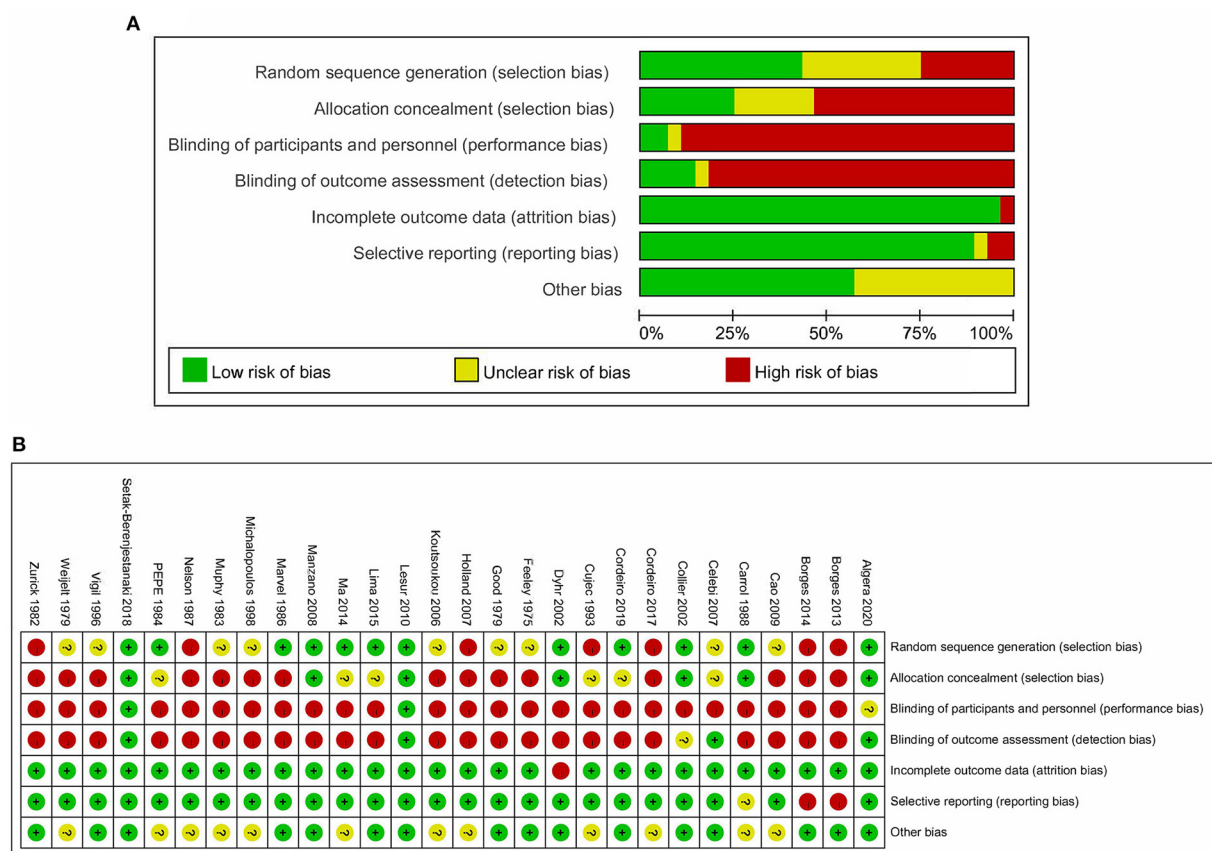 A
Random sequence generation (selection bias)
Allocation concealment (selection bias)
Blinding of participants and personnel (performance bias)
Blinding of outcome assessment (detection bias)
Incomplete outcome data (attrition bias)
Selective reporting (reporting bias)
Other bias
0% 25% 50% 75% 100%
Low risk of bias Unclear risk of bias High risk of bias
B
Zurick 1982
Weijelt 1979
Vigil 1996
Setak-Berenjestanaki 2018
PEPE 1984
Nelson 1987
Muphy 1983
Michalopoulos 1998
Marvel 1986
Manzano 2008
Ma 2014
Lima 2015
Lesur 2010
Koutsoukou 2006
Holland 2007
Good 1979
Feeley 1975
Dyhr 2002
Cujec 1993
Cordeiro 2019
Cordeiro 2017
Collier 2002
Celebi 2007
Carrol 1988
Cao 2009
Borges 2014
Borges 2013
Algera 2020
- ? ? + + - ? ? + + + + + ? - ? ? + - + - + ? + ? - - + Random sequence generation (selection bias)
- - - + ? - - - - + ? ? + - - - - + ? ? - + ? + - - - + Allocation concealment (selection bias)
- - - + - - - - - - - - + - - - - - - - - - - - - - - ? Blinding of participants and personnel (performance bias)
- - - + - - - - - - - - + - - - - - - - - ? + - - - - + Blinding of outcome assessment (detection bias)
+ + + + + + + + + + + + + + + + + - + + + + + + + + + + Incomplete outcome data (attrition bias)
+ + + + + + + + + + + + + + + + + + + + + + + ? + - - + Selective reporting (reporting bias)
+ ? + + ? ? ? ? + + ? + + ? ? + + + ? + ? + + ? ? + + + Other bias